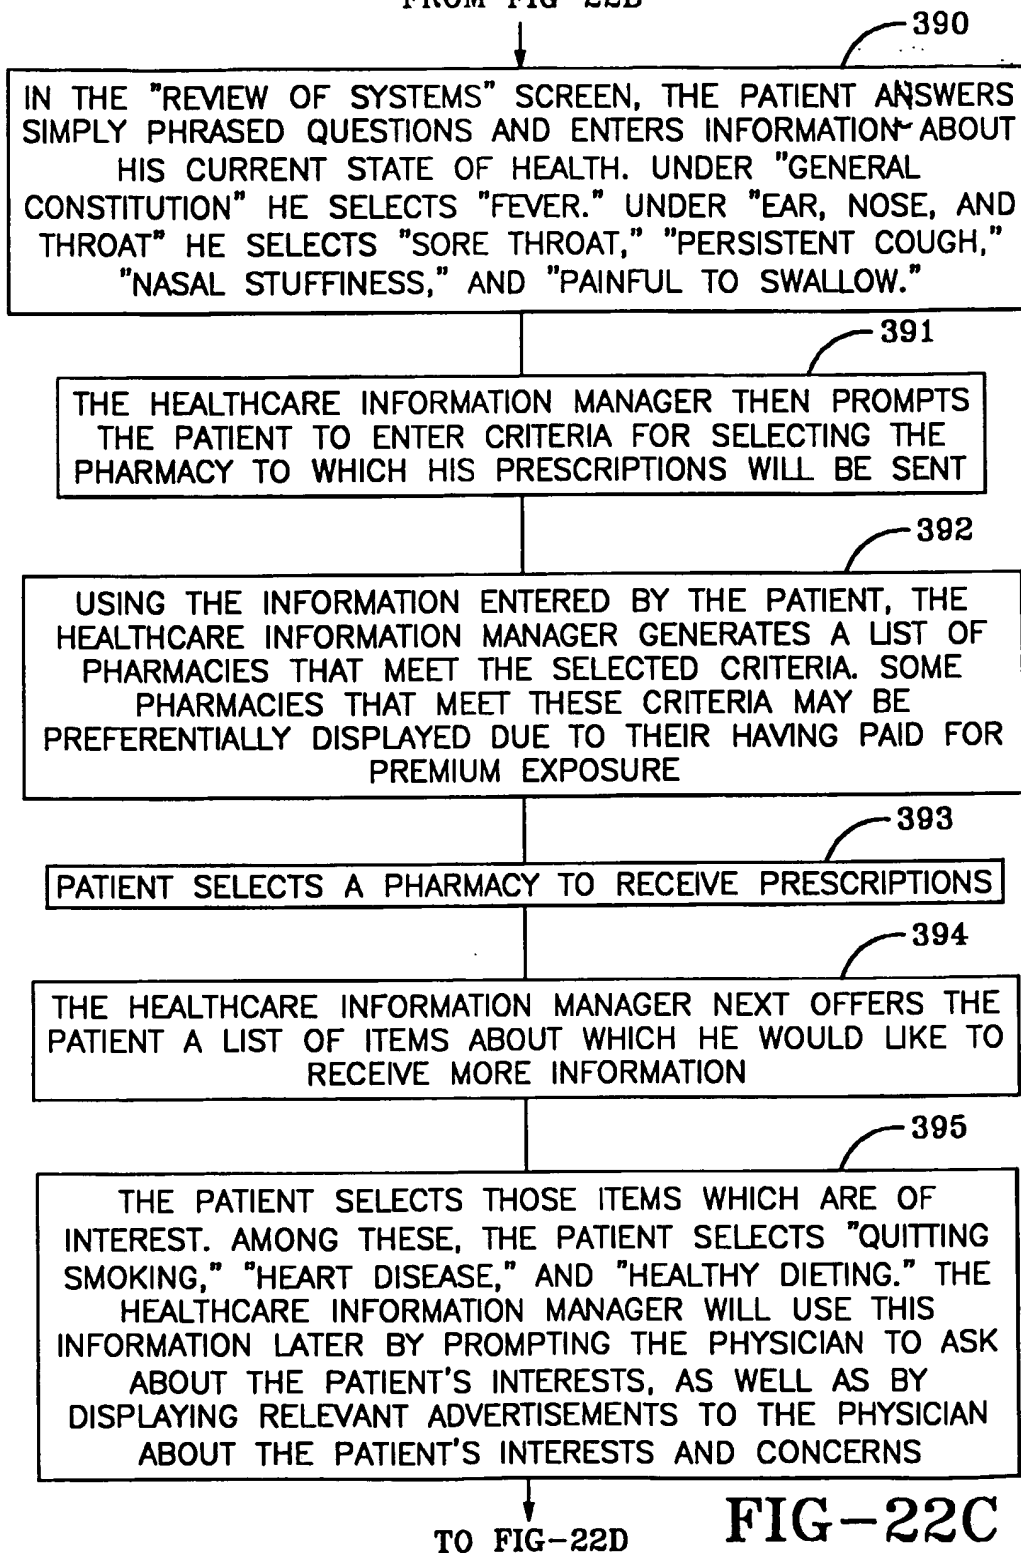 FROM FIG-22B
390
IN THE "REVIEW OF SYSTEMS" SCREEN, THE PATIENT ANSWERS
SIMPLY PHRASED QUESTIONS AND ENTERS INFORMATION ABOUT
HIS CURRENT STATE OF HEALTH. UNDER "GENERAL
CONSTITUTION" HE SELECTS "FEVER." UNDER "EAR, NOSE, AND
THROAT" HE SELECTS "SORE THROAT," "PERSISTENT COUGH,"
"NASAL STUFFINESS," AND "PAINFUL TO SWALLOW."
391
THE HEALTHCARE INFORMATION MANAGER THEN PROMPTS
THE PATIENT TO ENTER CRITERIA FOR SELECTING THE
PHARMACY TO WHICH HIS PRESCRIPTIONS WILL BE SENT
392
USING THE INFORMATION ENTERED BY THE PATIENT, THE
HEALTHCARE INFORMATION MANAGER GENERATES A LIST OF
PHARMACIES THAT MEET THE SELECTED CRITERIA. SOME
PHARMACIES THAT MEET THESE CRITERIA MAY BE
PREFERENTIALLY DISPLAYED DUE TO THEIR HAVING PAID FOR
PREMIUM EXPOSURE
393
PATIENT SELECTS A PHARMACY TO RECEIVE PRESCRIPTIONS
394
THE HEALTHCARE INFORMATION MANAGER NEXT OFFERS THE
PATIENT A LIST OF ITEMS ABOUT WHICH HE WOULD LIKE TO
RECEIVE MORE INFORMATION
395
THE PATIENT SELECTS THOSE ITEMS WHICH ARE OF
INTEREST. AMONG THESE, THE PATIENT SELECTS "QUITTING
SMOKING," "HEART DISEASE," AND "HEALTHY DIETING." THE
HEALTHCARE INFORMATION MANAGER WILL USE THIS
INFORMATION LATER BY PROMPTING THE PHYSICIAN TO ASK
ABOUT THE PATIENT'S INTERESTS, AS WELL AS BY
DISPLAYING RELEVANT ADVERTISEMENTS TO THE PHYSICIAN
ABOUT THE PATIENT'S INTERESTS AND CONCERNS
TO FIG-22D
FIG-22C